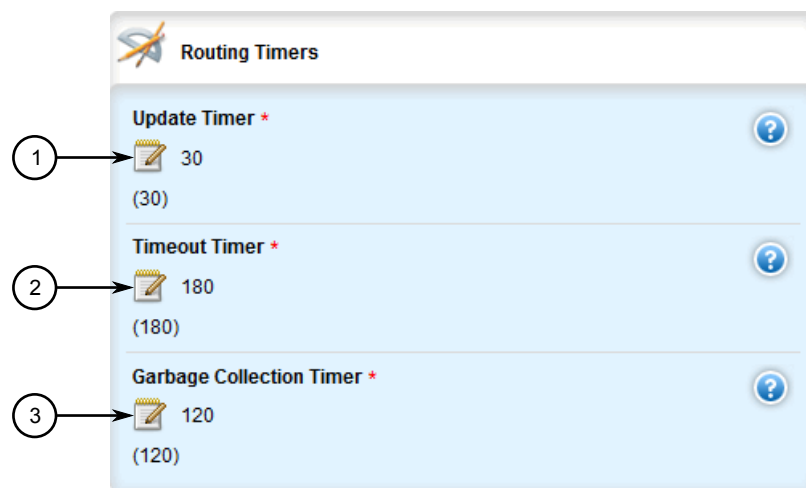 Routing Timers
Update Timer *
1
30
(30)
Timeout Timer *
2
180
(180)
Garbage Collection Timer *
3
120
(120)